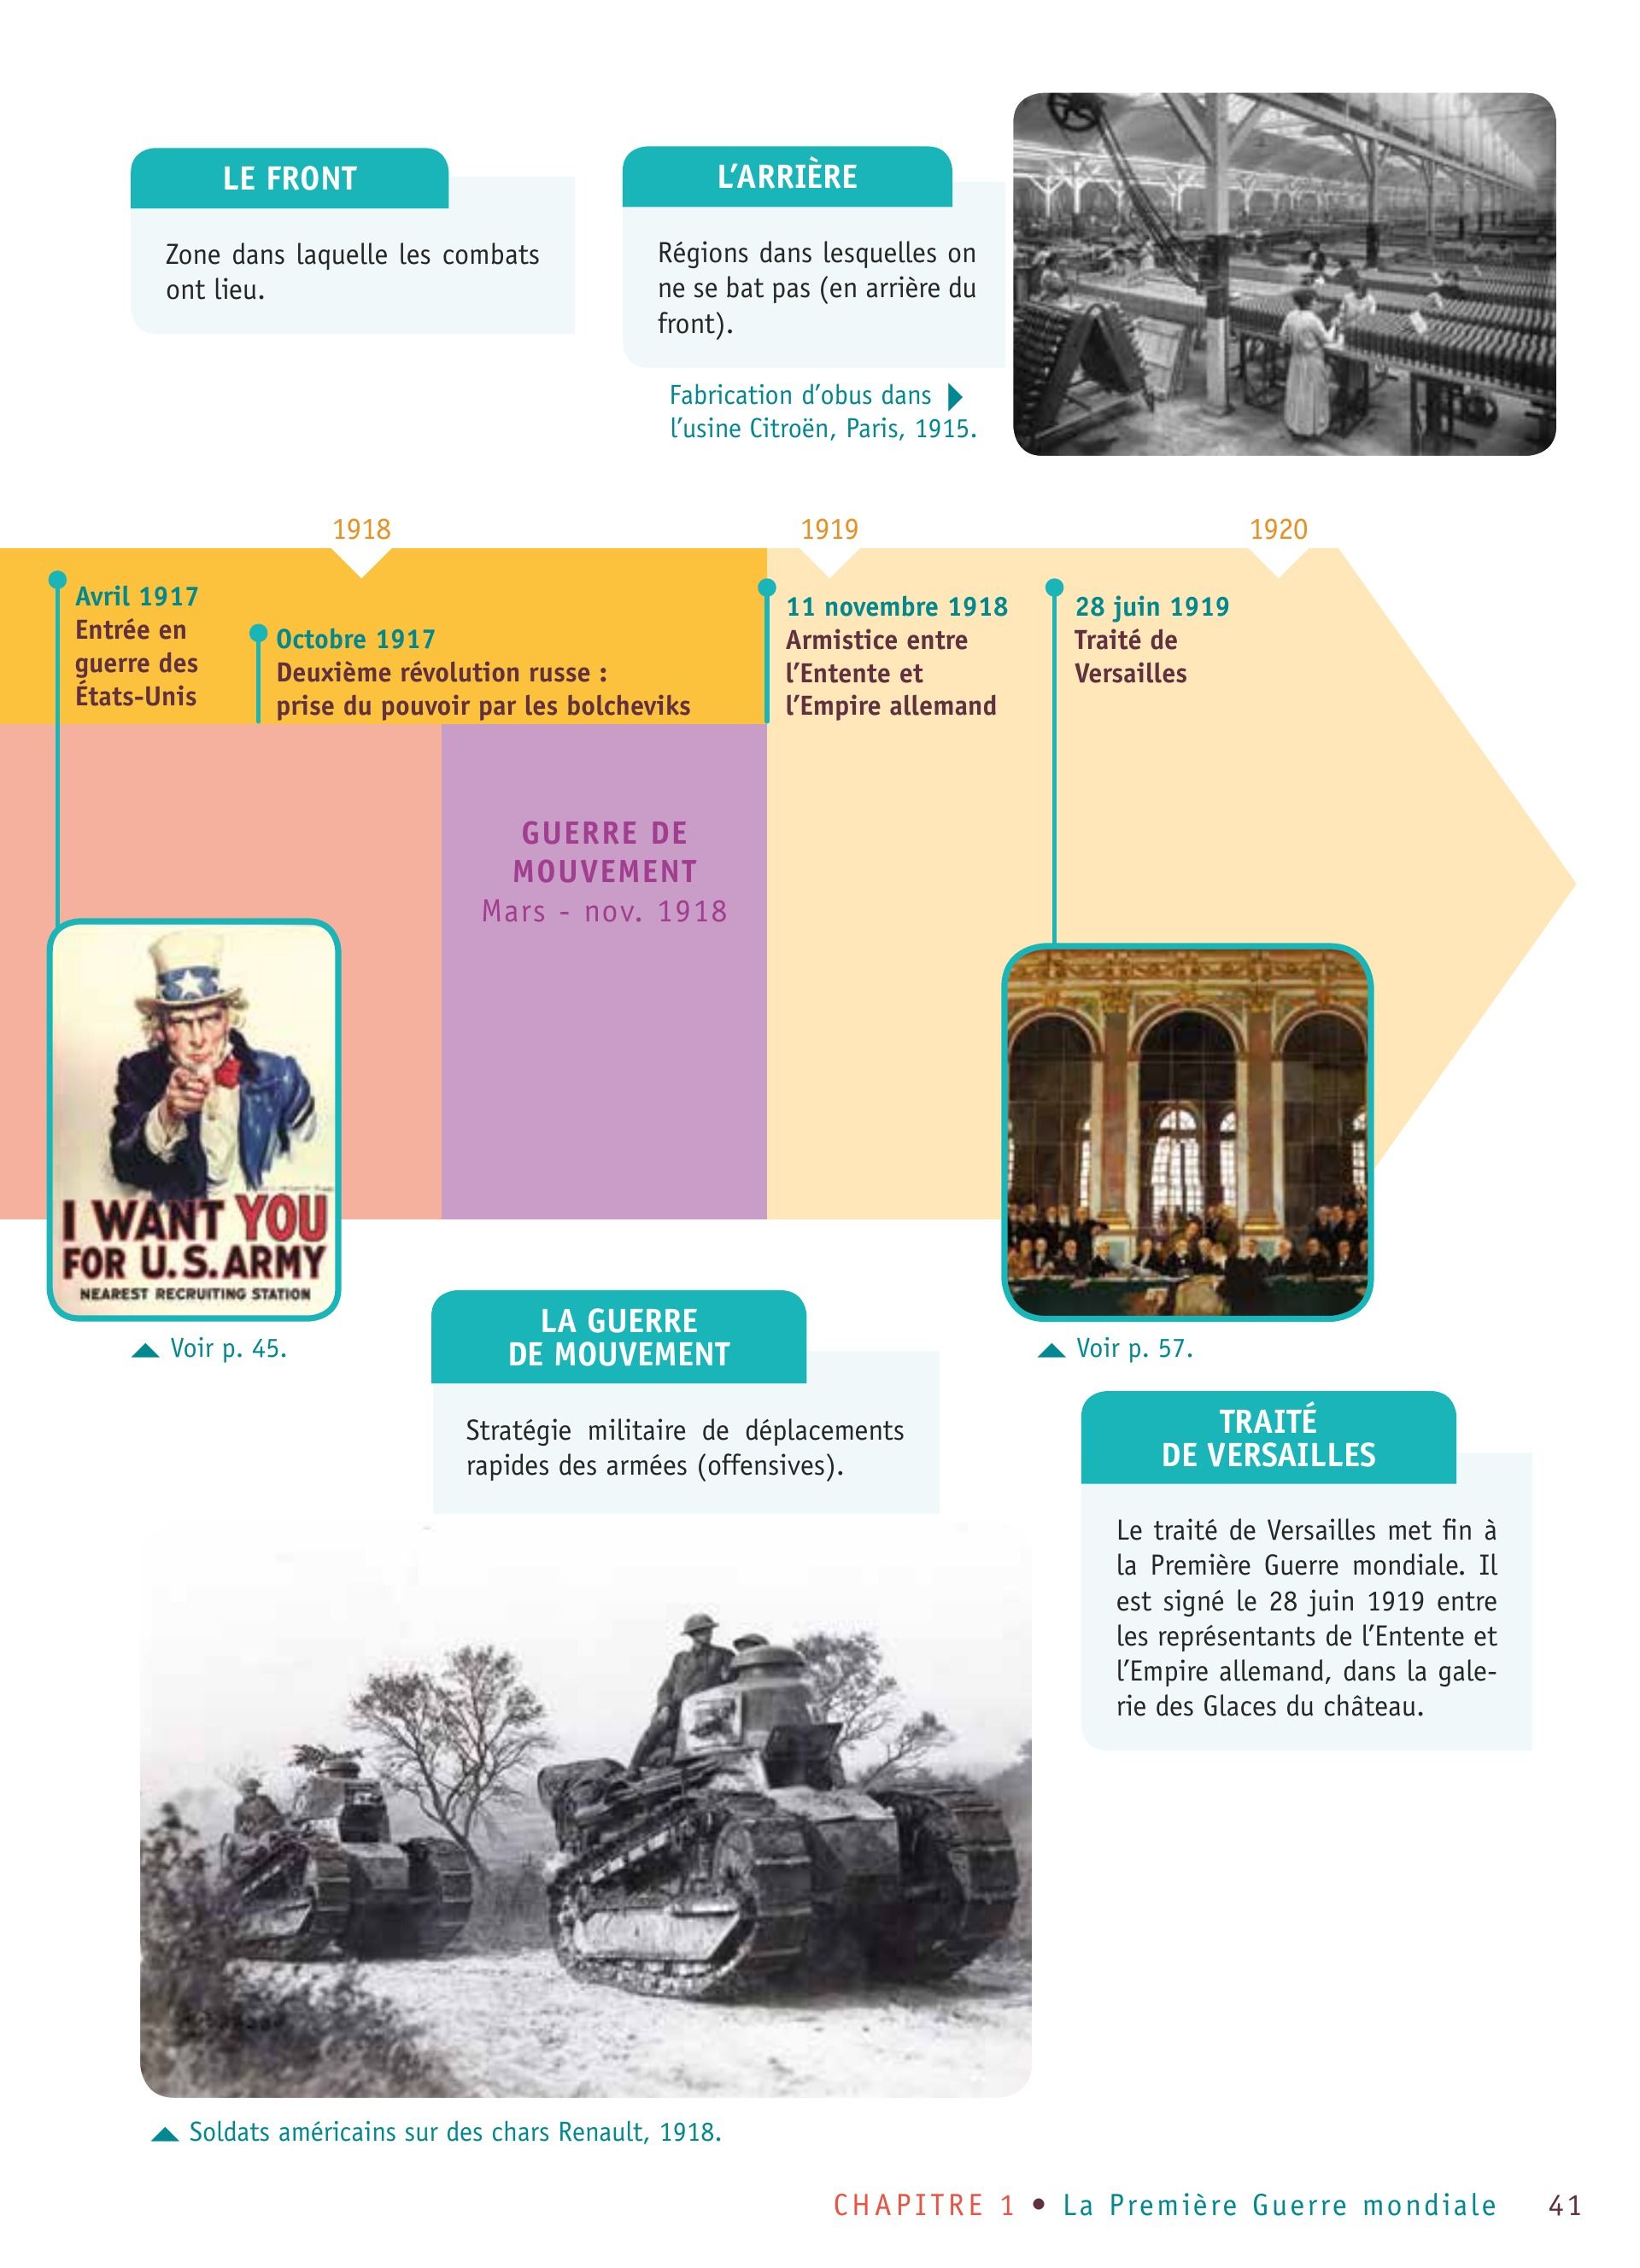 LE FRONT
Zone dans laquelle les combats
ont lieu.
L'ARRIÈRE
Régions dans lesquelles on
ne se bat pas (en arrière du
front).
Fabrication d'obus dans
l'usine Citroën, Paris, 1915.
1918
1919
1920
Avril 1917
Entrée en
guerre des
États-Unis
Octobre 1917
Deuxième révolution russe :
prise du pouvoir par les bolcheviks
11 novembre 1918
Armistice entre
l'Entente et
l'Empire allemand
28 juin 1919
Traité de
Versailles
GUERRE DE
MOUVEMENT
Mars - nov. 1918
I WANT YOU
FOR U.S. ARMY
NEAREST RECRUITING STATION
Voir p. 45.
Voir p. 57.
LA GUERRE
DE MOUVEMENT
Stratégie militaire de déplacements
rapides des armées (offensives).
TRAITÉ
DE VERSAILLES
Le traité de Versailles met fin à
la Première Guerre mondiale. Il
est signé le 28 juin 1919 entre
les représentants de l'Entente et
l'Empire allemand, dans la gale-
rie des Glaces du château.
Soldats américains sur des chars Renault, 1918.
CHAPITRE 1 • La Première Guerre mondiale 41